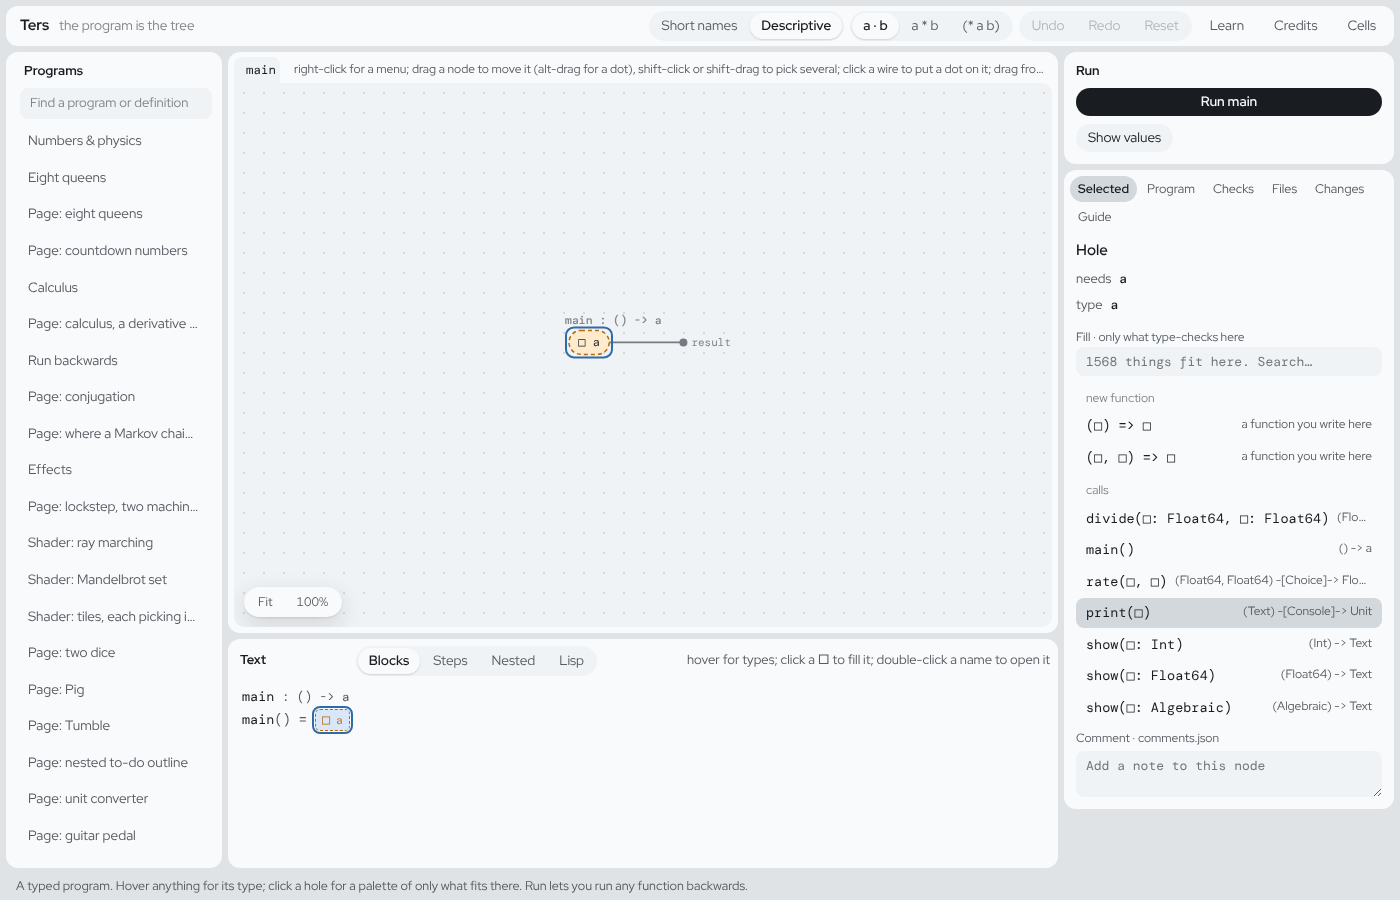 Ters the program is the tree
Short names Descriptive a · b a * b (* a b) Undo Redo Reset Learn Credits Cells
Programs
Find a program or definition
Numbers & physics
Eight queens
Page: eight queens
Page: countdown numbers
Calculus
Page: calculus, a derivative ...
Run backwards
Page: conjugation
Page: where a Markov chai...
Effects
Page: lockstep, two machin...
Shader: ray marching
Shader: Mandelbrot set
Shader: tiles, each picking i...
Page: two dice
Page: Pig
Page: Tumble
Page: nested to-do outline
Page: unit converter
Page: guitar pedal
main right-click for a menu; drag a node to move it (alt-drag for a dot), shift-click or shift-drag to pick several; click a wire to put a dot on it; drag fro...
main : () -> a
□ a result
Fit 100%
Text Blocks Steps Nested Lisp hover for types; click a □ to fill it; double-click a name to open it
main : () -> a
main() = □ a
Run
Run main
Show values
Selected Program Checks Files Changes
Guide
Hole
needs a
type a
Fill · only what type-checks here
1568 things fit here. Search…
new function
(□) => □ a function you write here
(□, □) => □ a function you write here
calls
divide(□: Float64, □: Float64) (Flo...
main() () -> a
rate(□, □) (Float64, Float64) -[Choice]-> Flo...
print(□) (Text) -[Console]-> Unit
show(□: Int) (Int) -> Text
show(□: Float64) (Float64) -> Text
show(□: Algebraic) (Algebraic) -> Text
Comment · comments.json
Add a note to this node
A typed program. Hover anything for its type; click a hole for a palette of only what fits there. Run lets you run any function backwards.